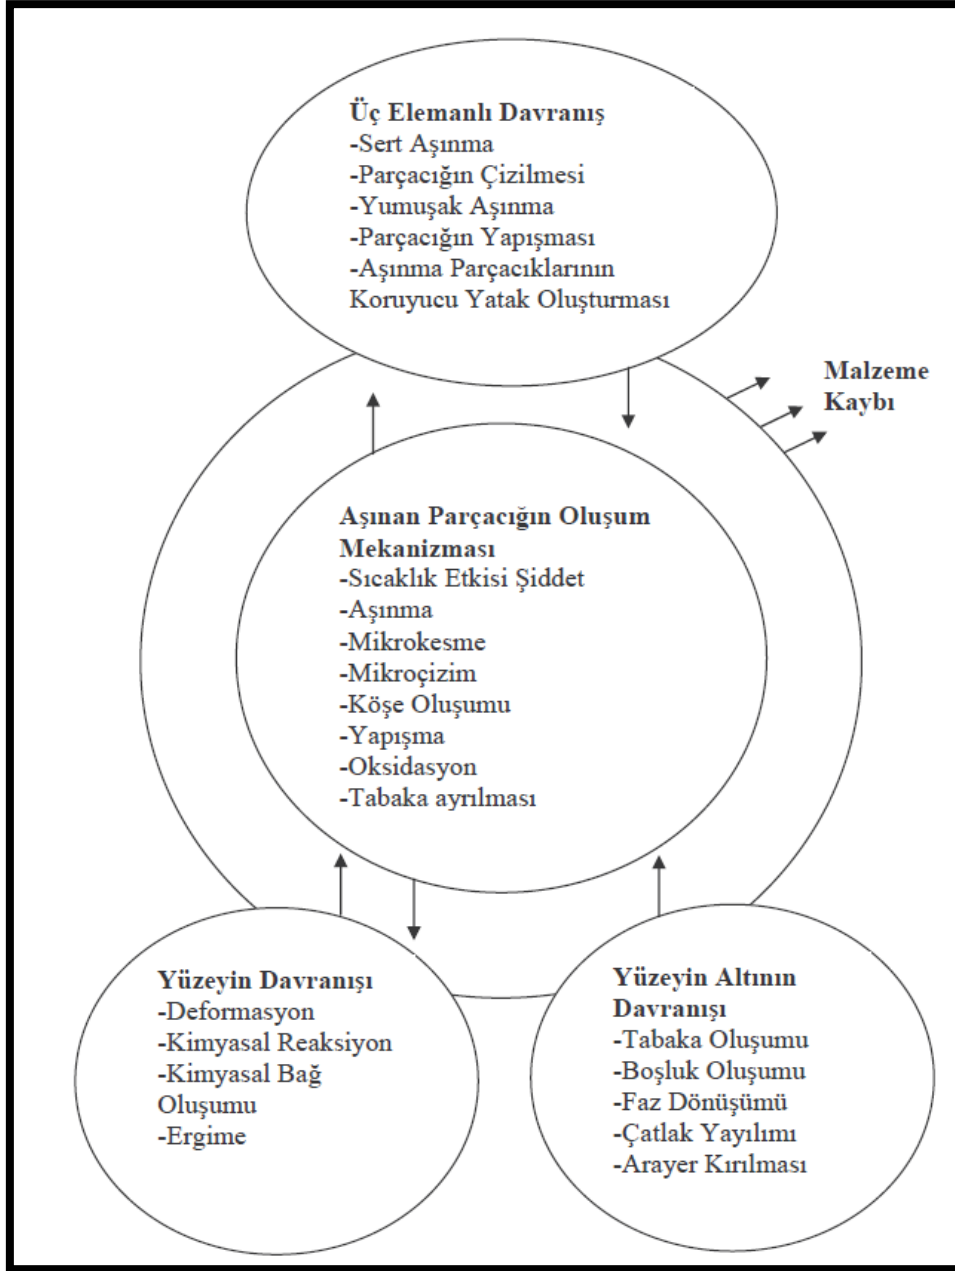 Üç Elemanlı Davranış
-Sert Aşınma
-Parçacığın Çizilmesi
-Yumuşak Aşınma
-Parçacığın Yapışması
-Aşınma Parçacıklarının
Koruyucu Yatak Oluşturması
Malzeme
Kaybı
Aşınan Parçacığın Oluşum
Mekanizması
-Sıcaklık Etkisi Şiddet
-Aşınma
-Mikrokesme
-Mikroçizim
-Köşe Oluşumu
-Yapışma
-Oksidasyon
-Tabaka ayrılması
Yüzeyin Davranışı
-Deformasyon
-Kimyasal Reaksiyon
-Kimyasal Bağ
Oluşumu
-Ergime
Yüzeyin Altının
Davranışı
-Tabaka Oluşumu
-Boşluk Oluşumu
-Faz Dönüşümü
-Çatlak Yayılımı
-Arayer Kırılması